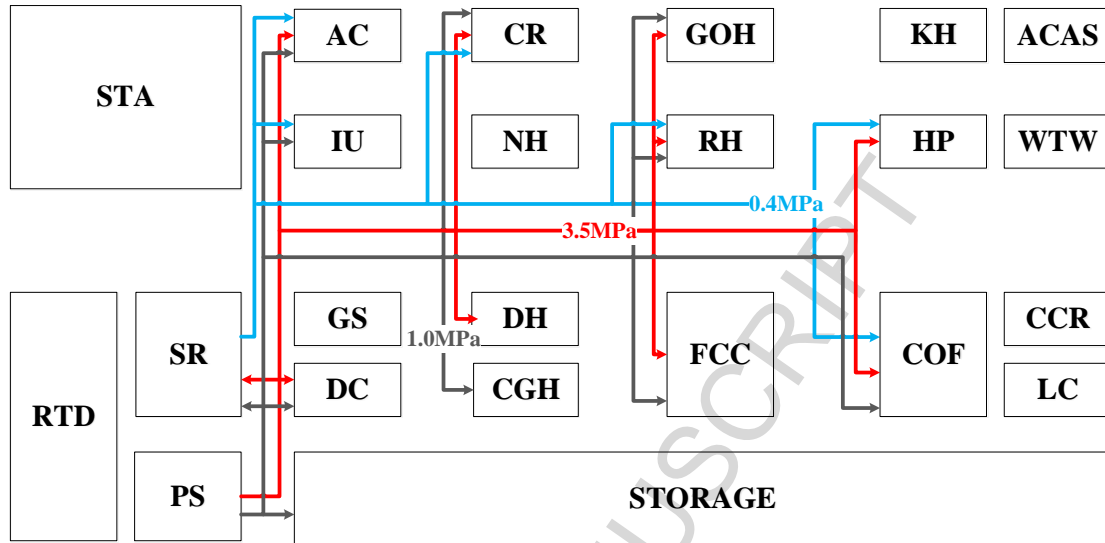 AC
CR
GOH
KH
ACAS
STA
IU
NH
RH
HP
WTW
0.4MPa
3.5MPa
GS
DH
CCR
1.0MPa
SR
FCC
COF
DC
CGH
LC
RTD
PS
STORAGE
USCRIPT